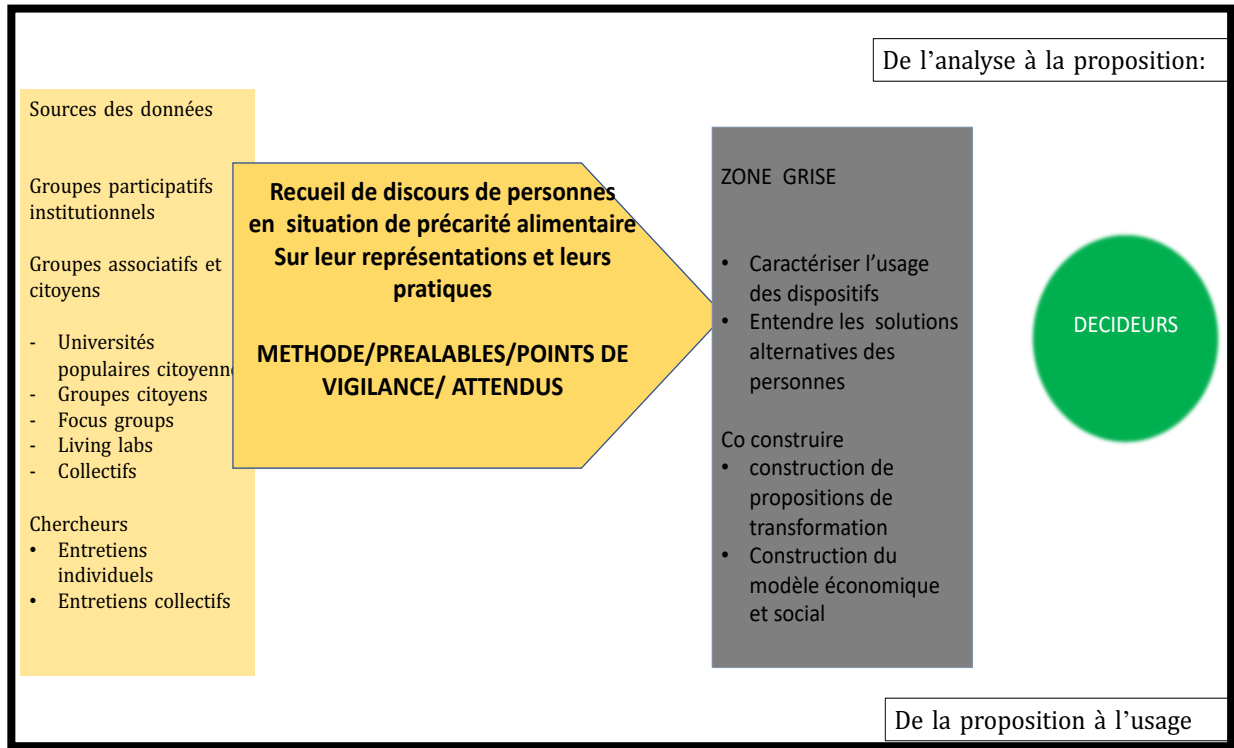 De l’analyse à la proposition:
Sources des données
Groupes participatifs
institutionnels
Groupes associatifs et
citoyens
- Universités
populaires citoyenn
- Groupes citoyens
- Focus groups
- Living labs
- Collectifs
Chercheurs
• Entretiens
individuels
• Entretiens collectifs
Recueil de discours de personnes
en situation de précarité alimentaire
Sur leur représentations et leurs
pratiques
METHODE/PREALABLES/POINTS DE
VIGILANCE/ ATTENDUS
ZONE GRISE
• Caractériser l’usage
des dispositifs
• Entendre les solutions
alternatives des
personnes
Co construire
• construction de
propositions de
transformation
• Construction du
modèle économique
et social
DECIDEURS
De la proposition à l’usage